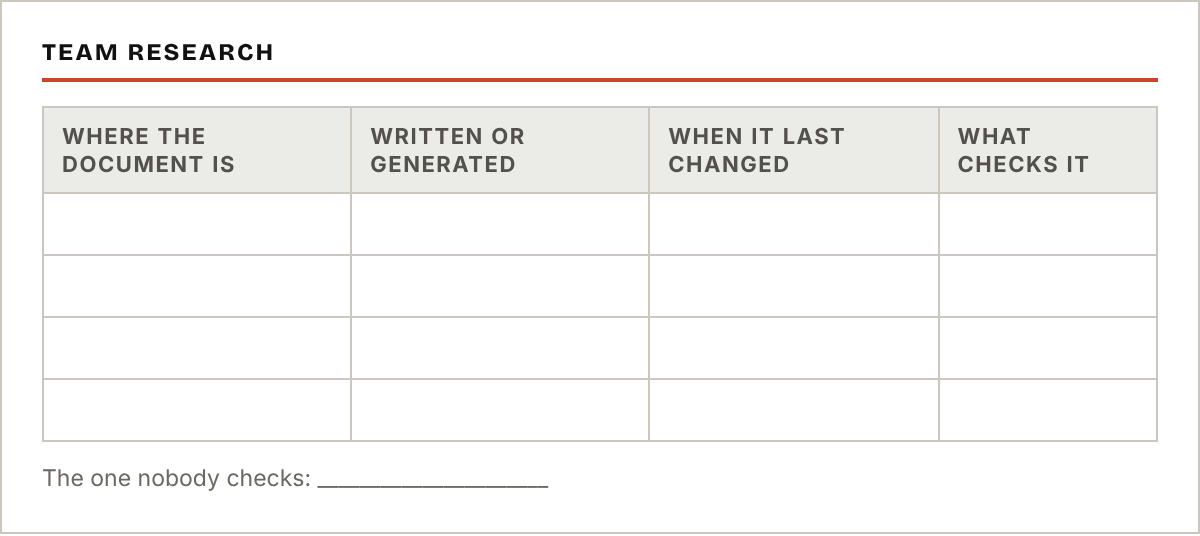 TEAM RESEARCH
WHERE THE
DOCUMENT IS
WRITTEN OR
GENERATED
WHEN IT LAST
CHANGED
WHAT
CHECKS IT
The one nobody checks: ____________________